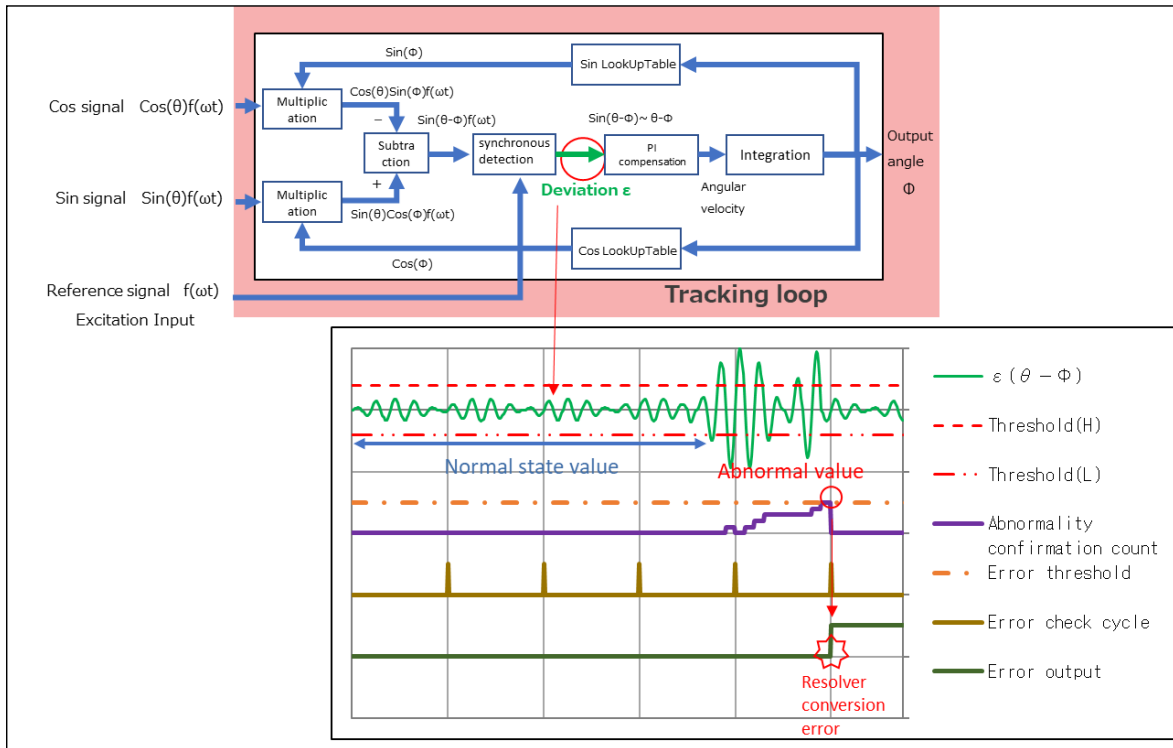 Sin(Φ)
Sin LookUpTable
Cos signal Cos(θ)f(ωt)
Multiplic
ation
Cos(θ)Sin(Φ)f(ωt)
−
Sin(θ-Φ)f(ωt)
Sin(θ-Φ)~ θ-Φ
Subtra
ction
synchronous
detection
PI
compensation
Integration
Output
angle
Φ
+
Deviation ε
Angular
velocity
Sin signal Sin(θ)f(ωt)
Multiplic
ation
Sin(θ)Cos(Φ)f(ωt)
Cos LookUpTable
Cos(Φ)
Reference signal f(ωt)
Excitation Input
Tracking loop
Normal state value
Abnormal value
Resolver
conversion
error
ε(θ−Φ)
Threshold(H)
Threshold(L)
Abnormality
confirmation count
Error threshold
Error check cycle
Error output